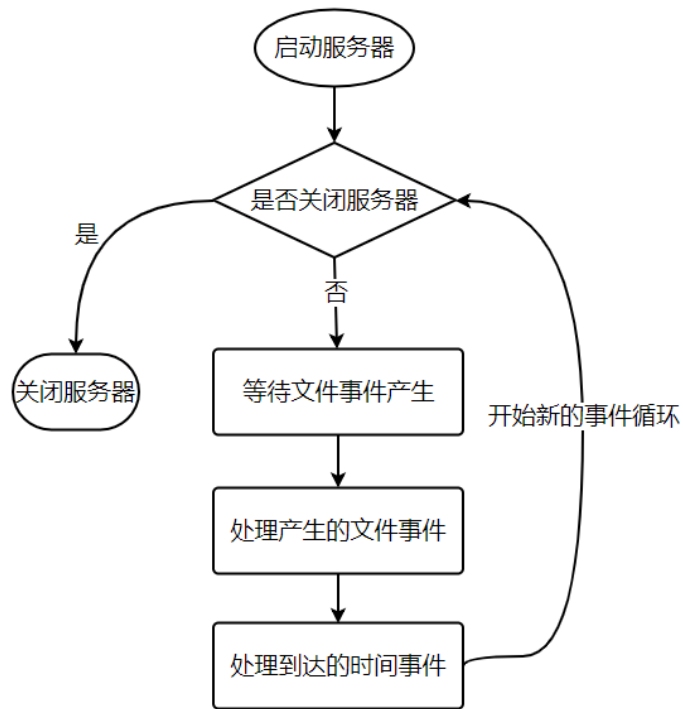 启动服务器
是否关闭服务器
是
否
关闭服务器
等待文件事件产生
开始新的事件循环
处理产生的文件事件
处理到达的时间事件